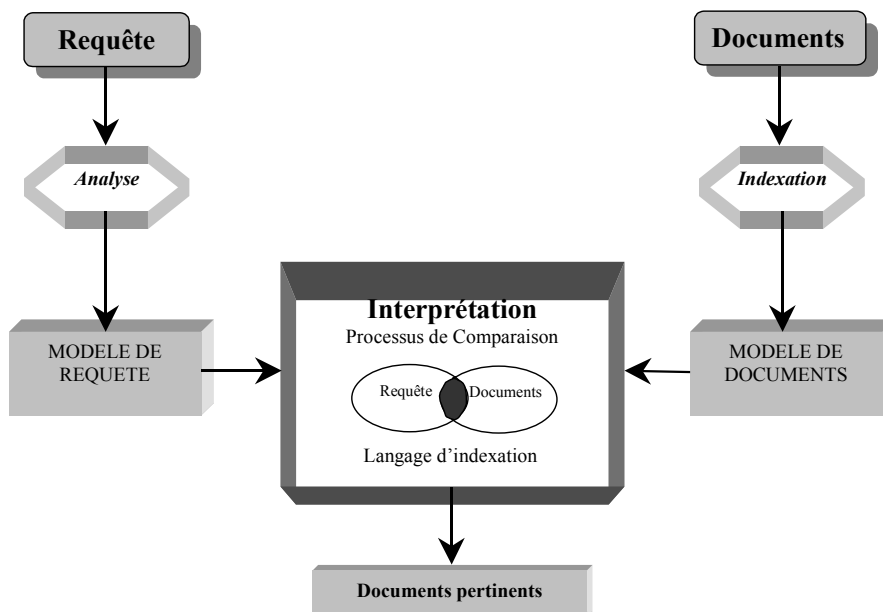 Requête
Documents
Analyse
Indexation
Interprétation
Processus de Comparaison
MODELE DE
REQUETE
MODELE DE
DOCUMENTS
Requête
Documents
Langage d’indexation
Documents pertinents